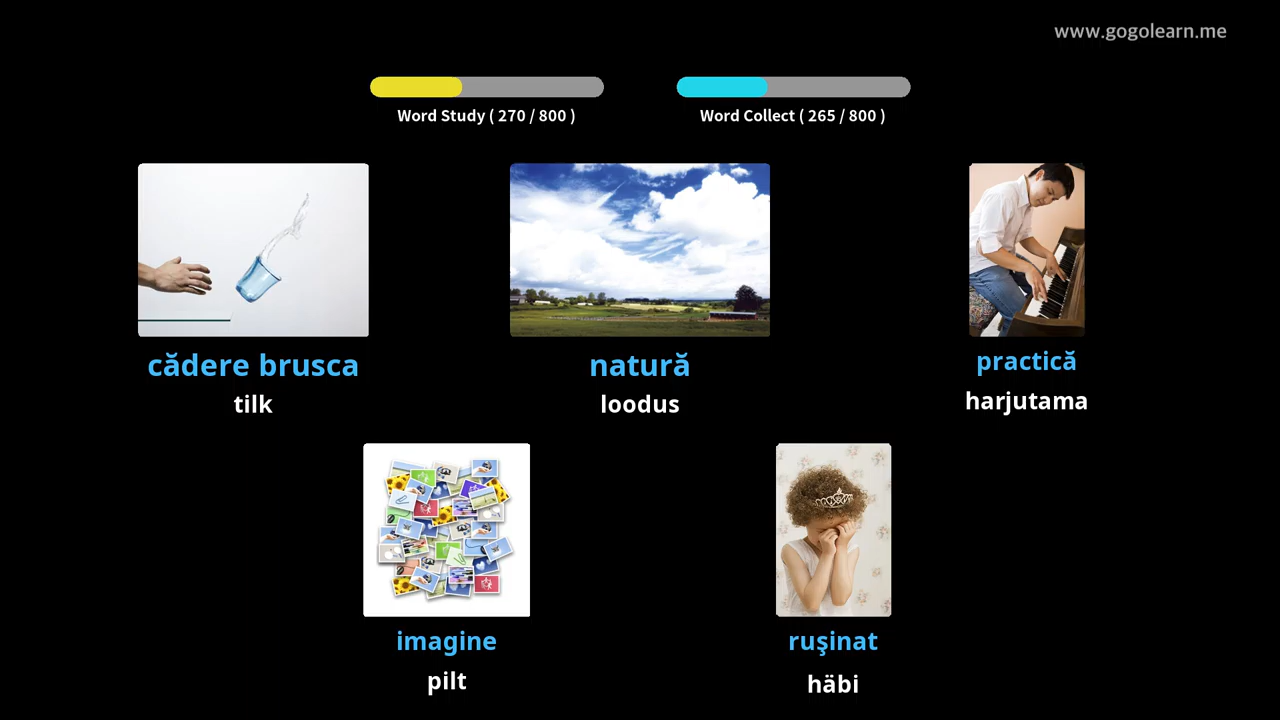 www.gogolearn.me
Word Study ( 270 / 800 )
Word Collect ( 265 / 800 )
cădere brusca
tilk
natură
loodus
practică
harjutama
imagine
pilt
ruşinat
häbi